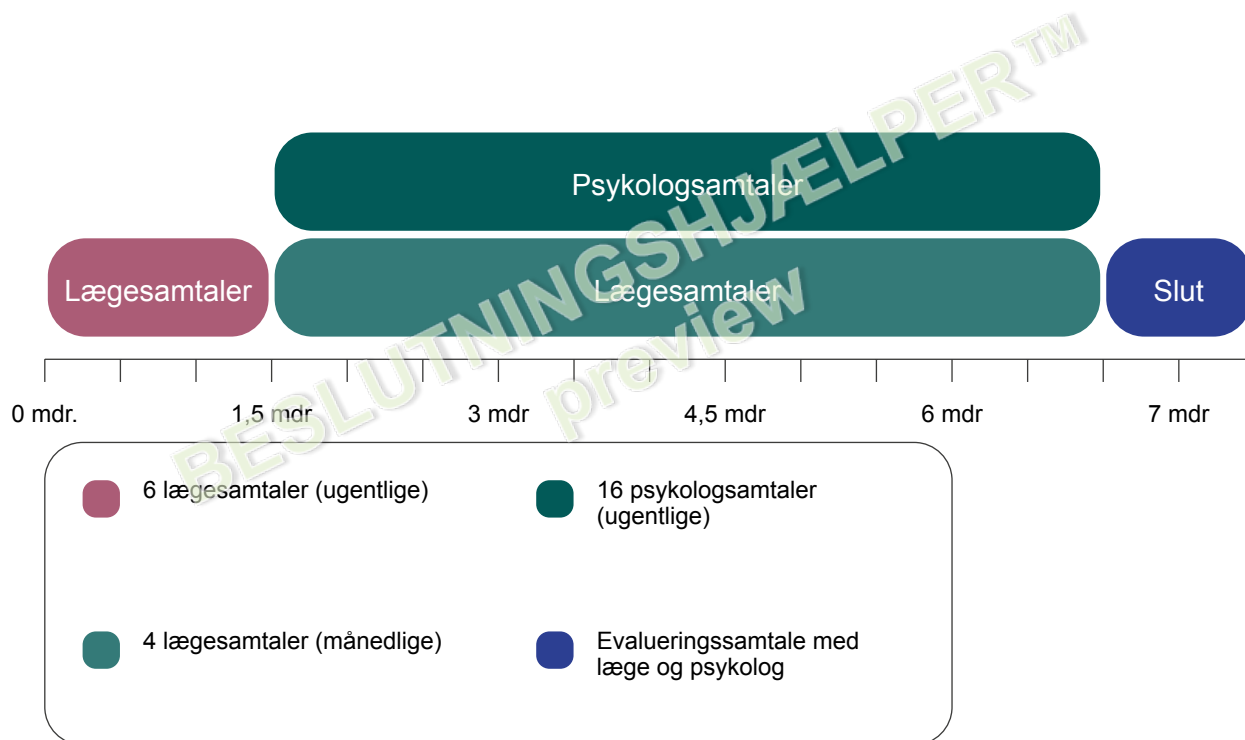 Psykologsamtaler
Lægesamtaler
Lægesamtaler
Slut
0 mdr.
1,5 mdr
3 mdr
4,5 mdr
6 mdr
7 mdr
6 lægesamtaler (ugentlige)
16 psykologsamtaler
(ugentlige)
4 lægesamtaler (månedlige)
Evalueringssamtale med
læge og psykolog
BESLUTNINGSHJÆLPER™
preview